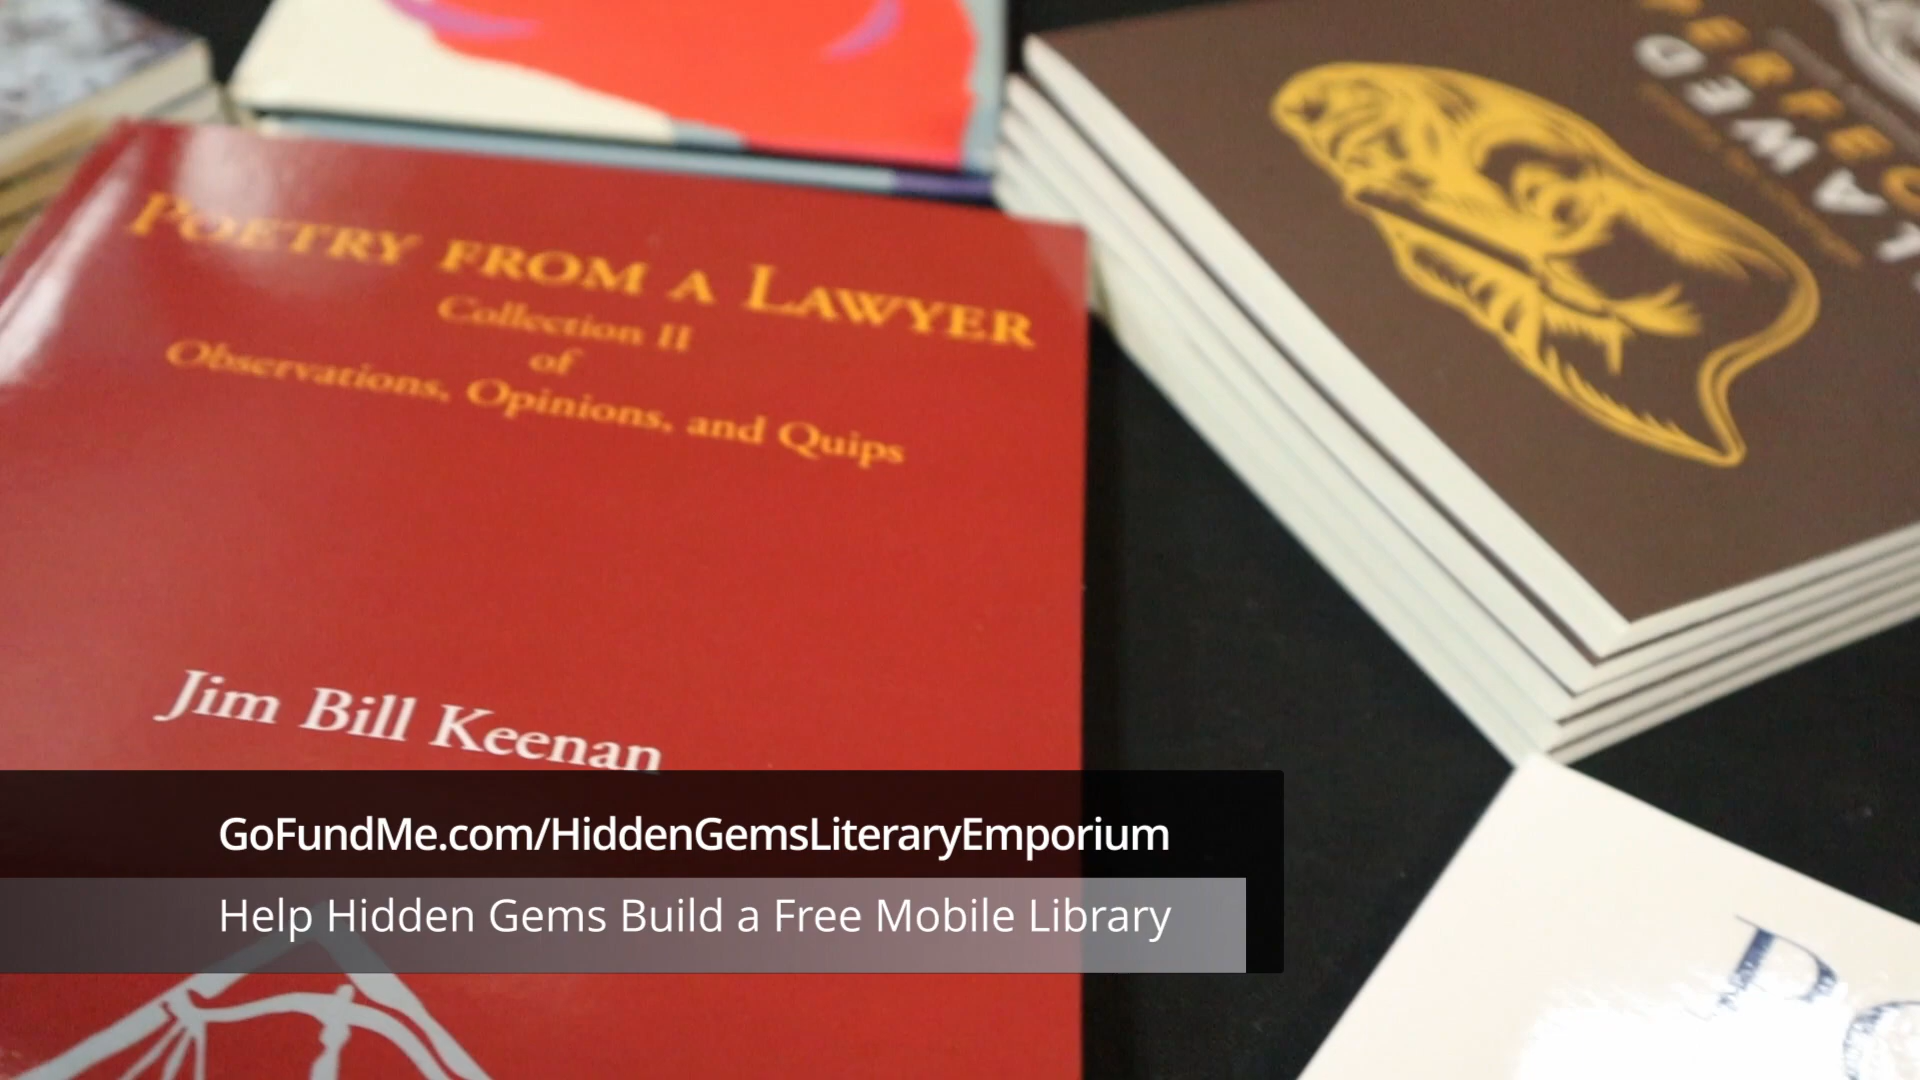 POETRY FROM A LAWYER
Collection II
of
Observations, Opinions, and Quips
Jim Bill Keenan
GoFundMe.com/HiddenGemsLiteraryEmporium
Help Hidden Gems Build a Free Mobile Library